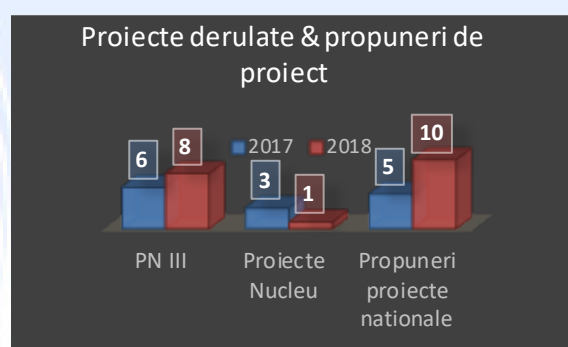 Proiecte derulate & propuneri de
proiect
2017 2018
6 8 3 1 5 10
PN III Proiecte Nucleu Propuneri proiecte nationale